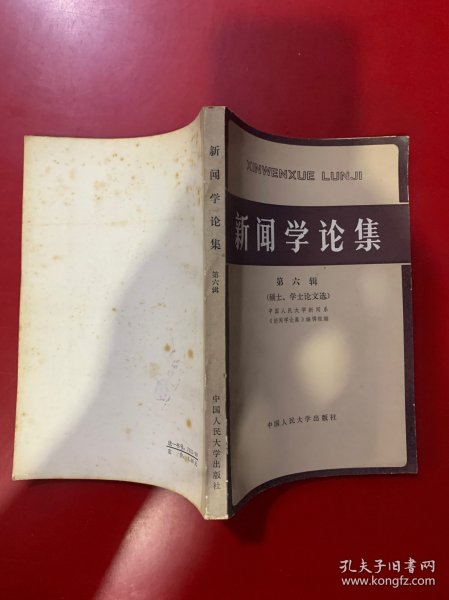 XINWENXUE LUNJI
新闻学论集
第六辑
(硕士、学士论文选)
中国人民大学新闻系
《新闻学论集》编辑组编
中国人民大学出版社
新闻学论集
第六辑
中国人民大学出版社
孔夫子旧书网
www.kongfz.com